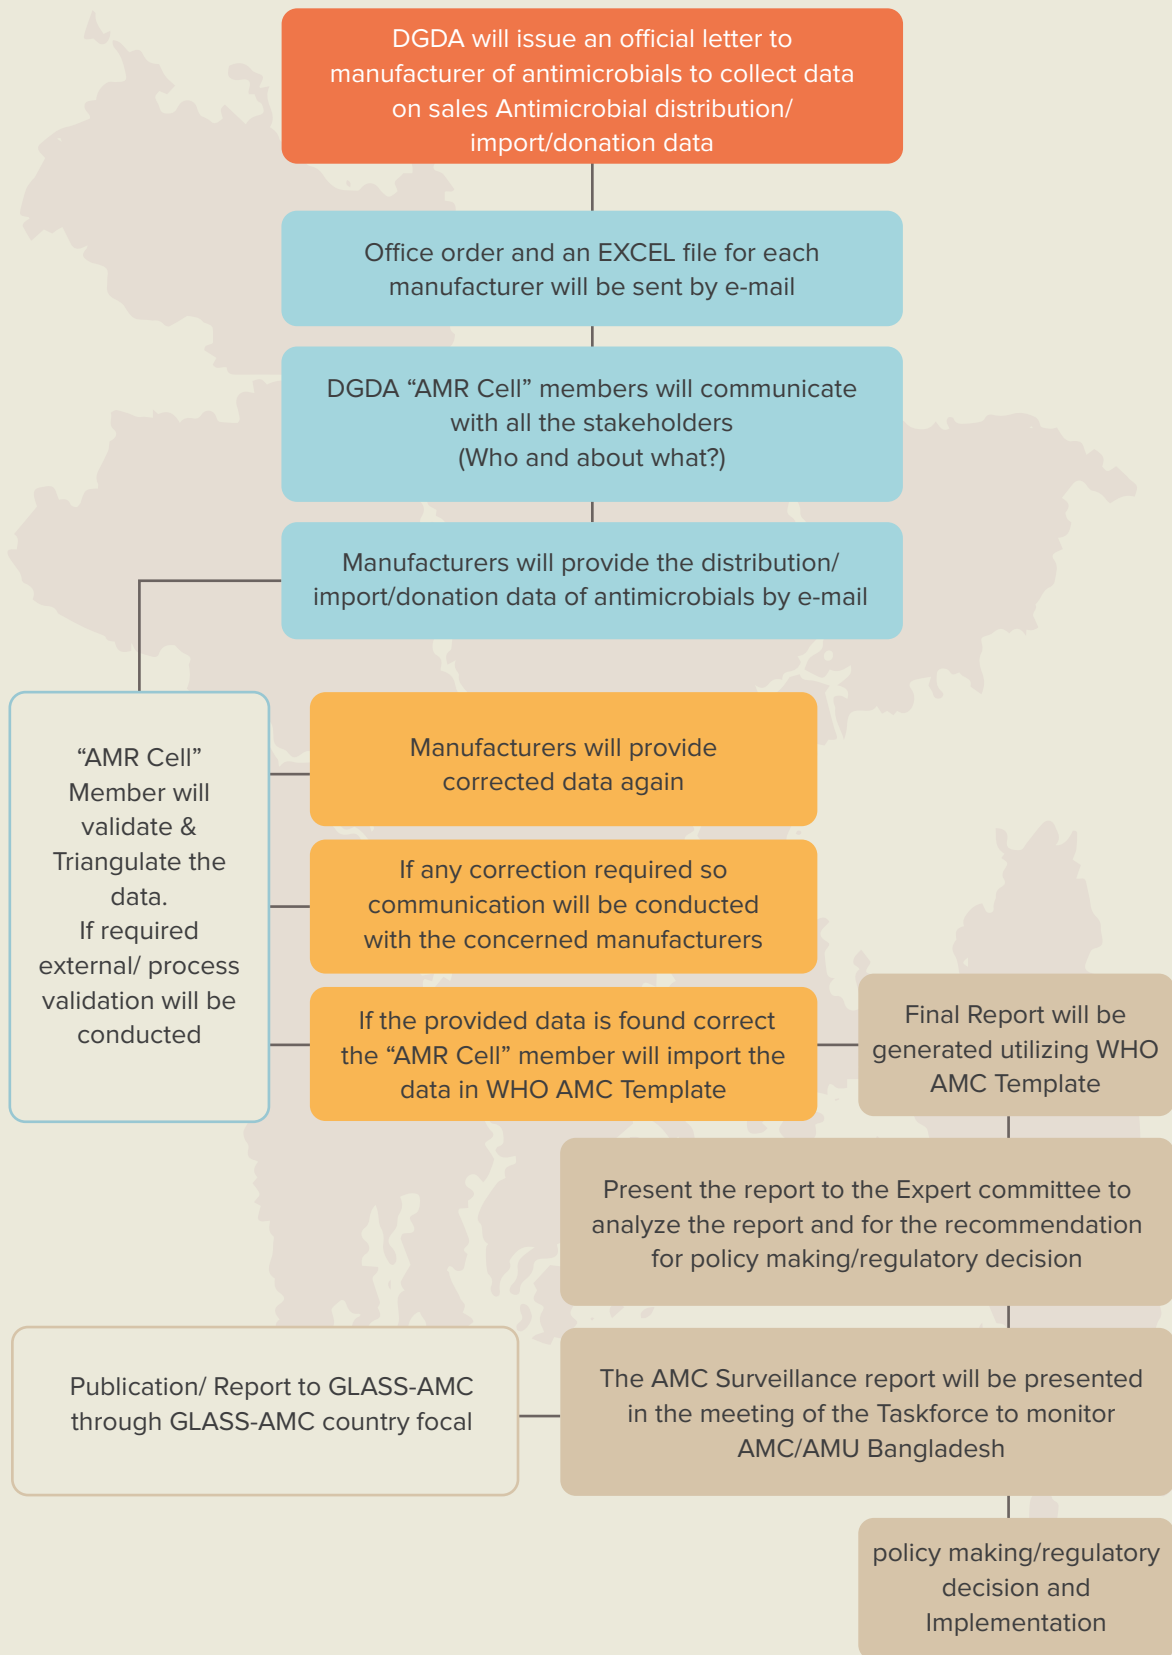 DGDA will issue an official letter to
manufacturer of antimicrobials to collect data
on sales Antimicrobial distribution/
import/donation data
Office order and an EXCEL file for each
manufacturer will be sent by e-mail
DGDA “AMR Cell” members will communicate
with all the stakeholders
(Who and about what?)
Manufacturers will provide the distribution/
import/donation data of antimicrobials by e-mail
“AMR Cell”
Member will
validate &
Triangulate the
data.
If required
external/ process
validation will be
conducted
Manufacturers will provide
corrected data again
If any correction required so
communication will be conducted
with the concerned manufacturers
If the provided data is found correct
the “AMR Cell” member will import the
data in WHO AMC Template
Final Report will be
generated utilizing WHO
AMC Template
Present the report to the Expert committee to
analyze the report and for the recommendation
for policy making/regulatory decision
Publication/ Report to GLASS-AMC
through GLASS-AMC country focal
The AMC Surveillance report will be presented
in the meeting of the Taskforce to monitor
AMC/AMU Bangladesh
policy making/regulatory
decision and
Implementation